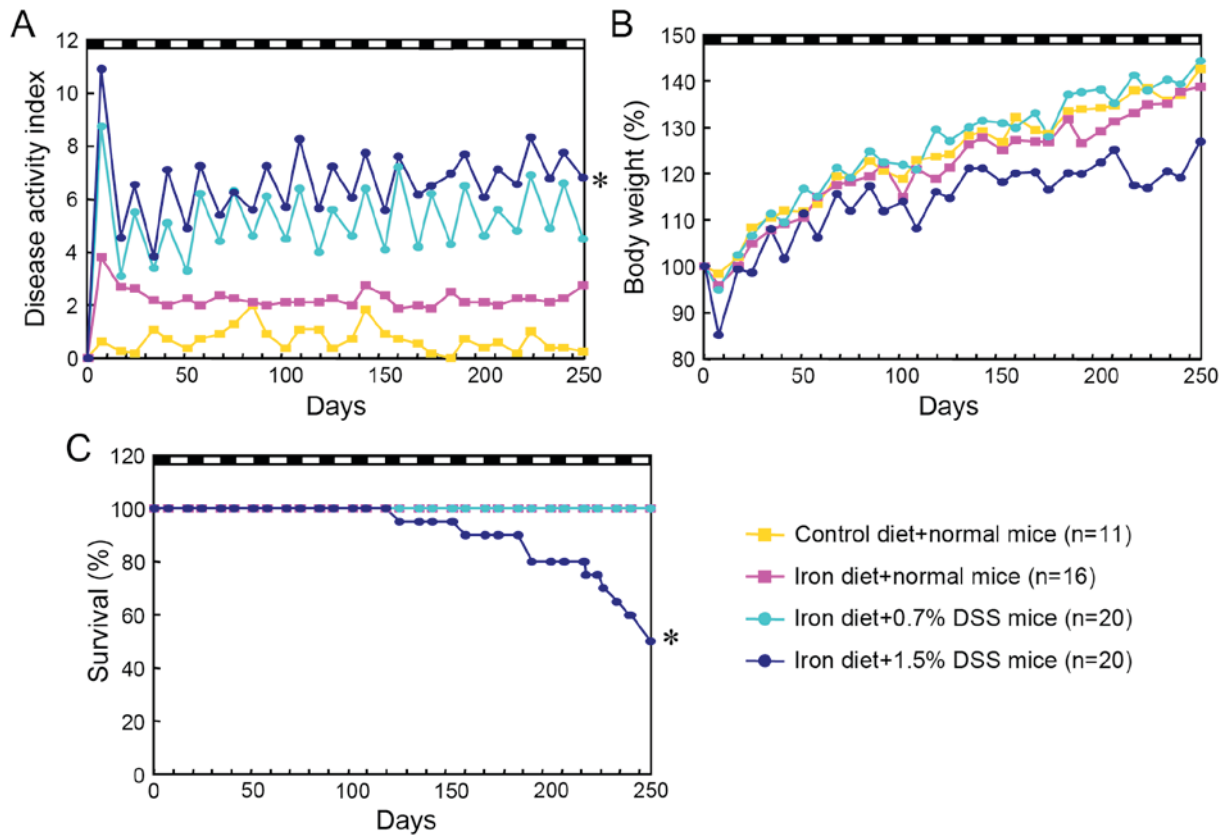 A
Disease activity index
12
10
8
6
4
2
0
0 50 100 150 200 250
Days
*
B
Body weight (%)
150
140
130
120
110
100
90
80
0 50 100 150 200 250
Days
C
Survival (%)
120
100
80
60
40
20
0
0 50 100 150 200 250
Days
*
Control diet+normal mice (n=11)
Iron diet+normal mice (n=16)
Iron diet+0.7% DSS mice (n=20)
Iron diet+1.5% DSS mice (n=20)